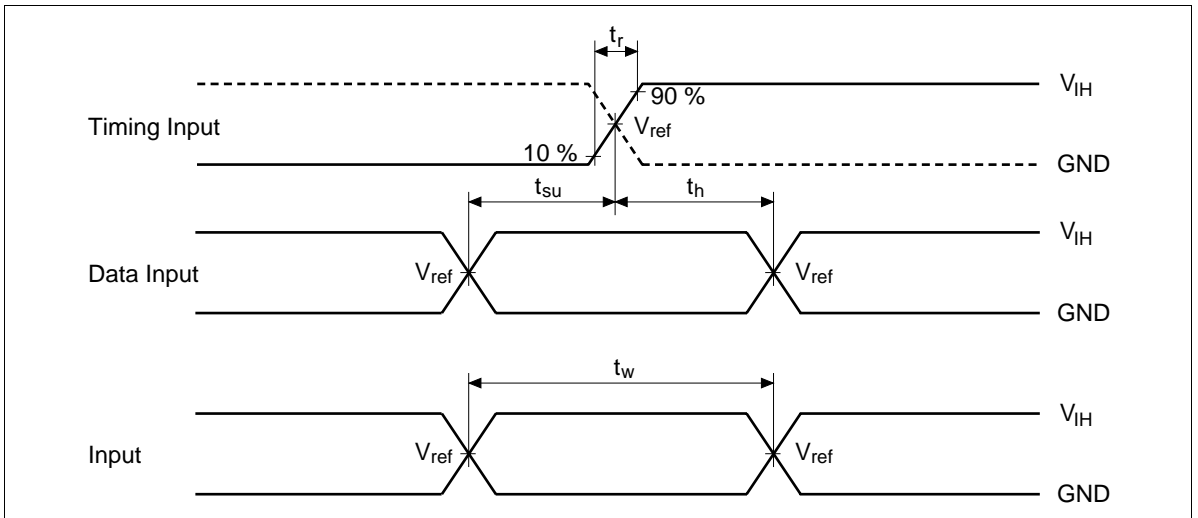 tr
VIH
90 %
Timing Input
Vref
10 %
GND
tsu
th
VIH
Data Input
Vref
Vref
GND
tw
VIH
Input
Vref
Vref
GND